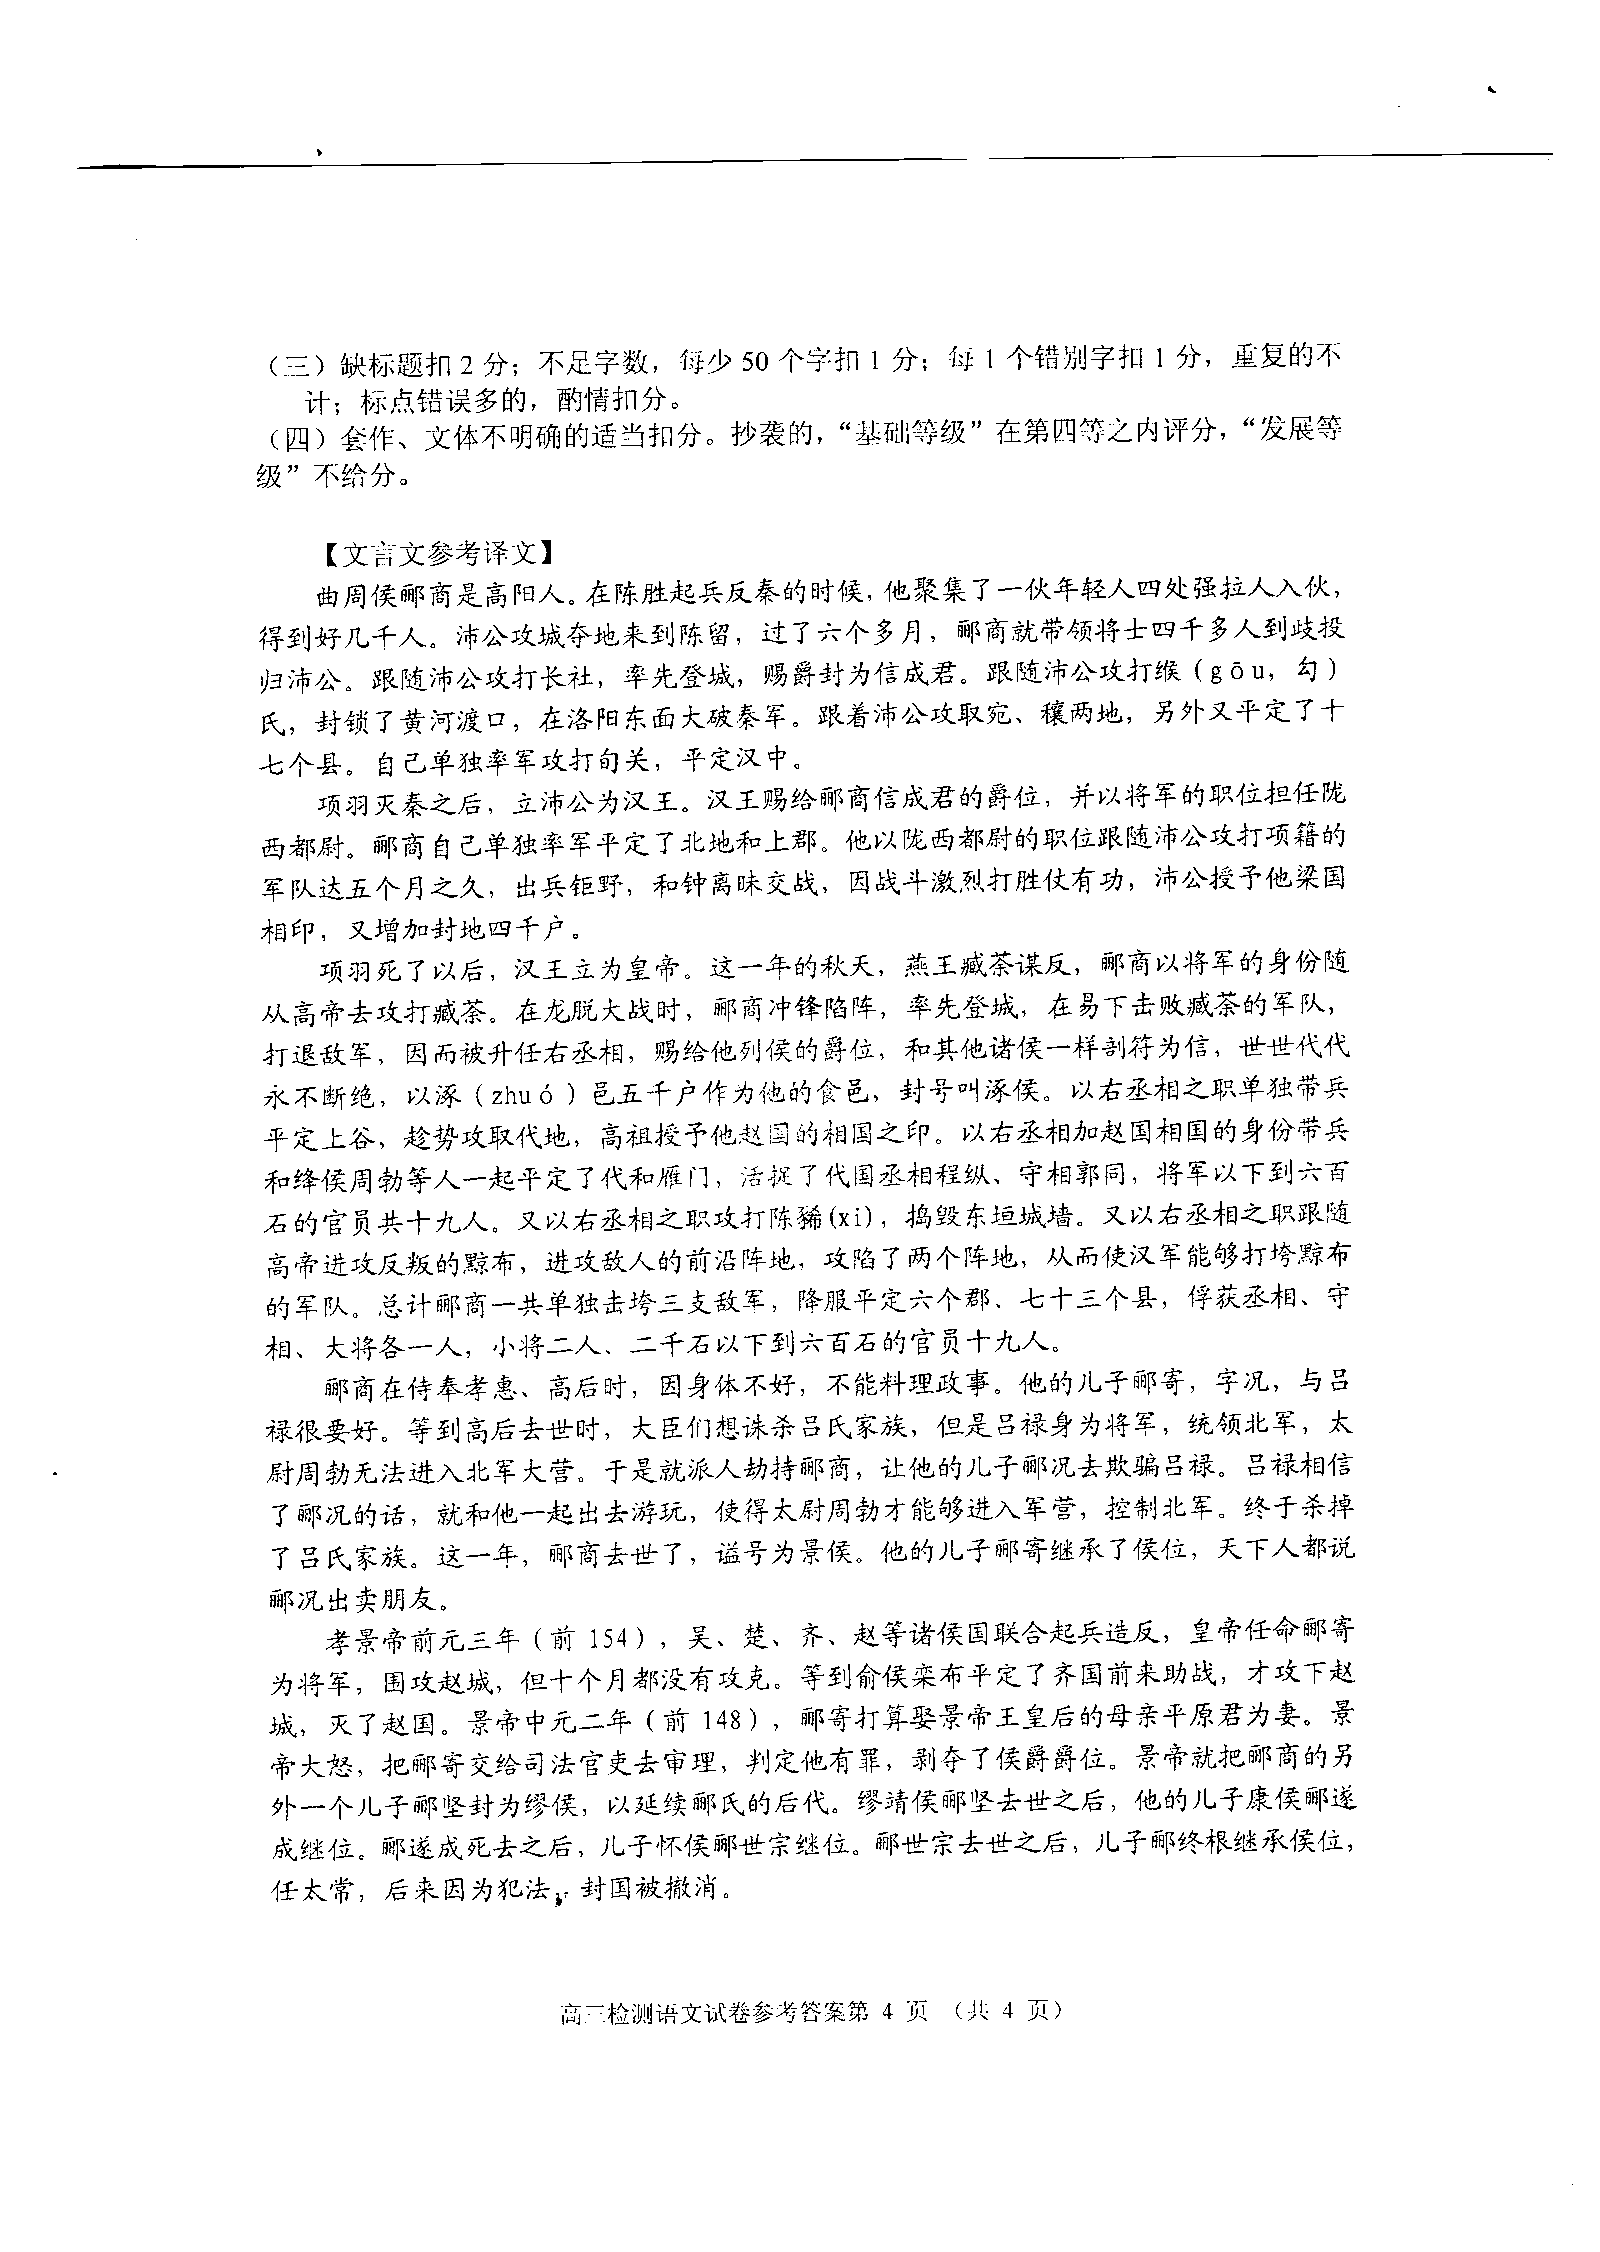 （三）缺标题扣 2 分；不足字数，每少 50 个字扣 1 分；每 1 个错别字扣 1 分，重复的不
计；标点错误多的，酌情扣分。
（四）套作、文体不明确的适当扣分。抄袭的，“基础等级”在第四等之内评分，“发展等
级”不给分。
【文言文参考译文】
曲周侯郦商是高阳人。在陈胜起兵反秦的时候，他聚集了一伙年轻人四处强拉人入伙，
得到好几千人。沛公攻城夺地来到陈留，过了六个多月，郦商就带领将士四千多人到歧投
归沛公。跟随沛公攻打长社，率先登城，赐爵封为信成君。跟随沛公攻打缑（gōu，勾）
氏，封锁了黄河渡口，在洛阳东面大破秦军。跟着沛公攻取宛、穰两地，另外又平定了十
七个县。自己单独率军攻打旬关，平定汉中。
项羽灭秦之后，立沛公为汉王。汉王赐给郦商信成君的爵位，并以将军的职位担任陇
西都尉。郦商自己单独率军平定了北地和上郡。他以陇西都尉的职位跟随沛公攻打项籍的
军队达五个月之久，出兵钜野，和钟离昧交战，因战斗激烈打胜仗有功，沛公授予他梁国
相印，又增加封地四千户。
项羽死了以后，汉王立为皇帝。这一年的秋天，燕王臧荼谋反，郦商以将军的身份随
从高帝去攻打臧荼。在龙脱大战时，郦商冲锋陷阵，率先登城，在易下击败臧荼的军队，
打退敌军，因而被升任右丞相，赐给他列侯的爵位，和其他诸侯一样剖符为信，世世代代
永不断绝，以涿（zhuó）邑五千户作为他的食邑，封号叫涿侯。以右丞相之职单独带兵
平定上谷，趁势攻取代地，高祖授予他赵国的相国之印。以右丞相加赵国相国的身份带兵
和绛侯周勃等人一起平定了代和雁门，活捉了代国丞相程纵、守相郭同，将军以下到六百
石的官员共十九人。又以右丞相之职攻打陈豨(xi)，捣毁东垣城墙。又以右丞相之职跟随
高帝进攻反叛的黥布，进攻敌人的前沿阵地，攻陷了两个阵地，从而使汉军能够打垮黥布
的军队。总计郦商一共单独击垮三支敌军，降服平定六个郡、七十三个县，俘获丞相、守
相、大将各一人，小将二人、二千石以下到六百石的官员十九人。
郦商在侍奉孝惠、高后时，因身体不好，不能料理政事。他的儿子郦寄，字况，与吕
禄很要好。等到高后去世时，大臣们想诛杀吕氏家族，但是吕禄身为将军，统领北军，太
尉周勃无法进入北军大营。于是就派人劫持郦商，让他的儿子郦况去欺骗吕禄。吕禄相信
了郦况的话，就和他一起出去游玩，使得太尉周勃才能够进入军营，控制北军。终于杀掉
了吕氏家族。这一年，郦商去世了，谥号为景侯。他的儿子郦寄继承了侯位，天下人都说
郦况出卖朋友。
孝景帝前元三年（前 154），吴、楚、齐、赵等诸侯国联合起兵造反，皇帝任命郦寄
为将军，围攻赵城，但十个月都没有攻克。等到俞侯栾布平定了齐国前来助战，才攻下赵
城，灭了赵国。景帝中元二年（前 148），郦寄打算娶景帝王皇后的母亲平原君为妻。景
帝大怒，把郦寄交给司法官吏去审理，判定他有罪，剥夺了侯爵爵位。景帝就把郦商的另
外一个儿子郦坚封为缪侯，以延续郦氏的后代。缪靖侯郦坚去世之后，他的儿子康侯郦遂
成继位。郦遂成死去之后，儿子怀侯郦世宗继位。郦世宗去世之后，儿子郦终根继承侯位，
任太常，后来因为犯法，封国被撤消。
高三检测语文试卷参考答案第 4 页 （共 4 页）